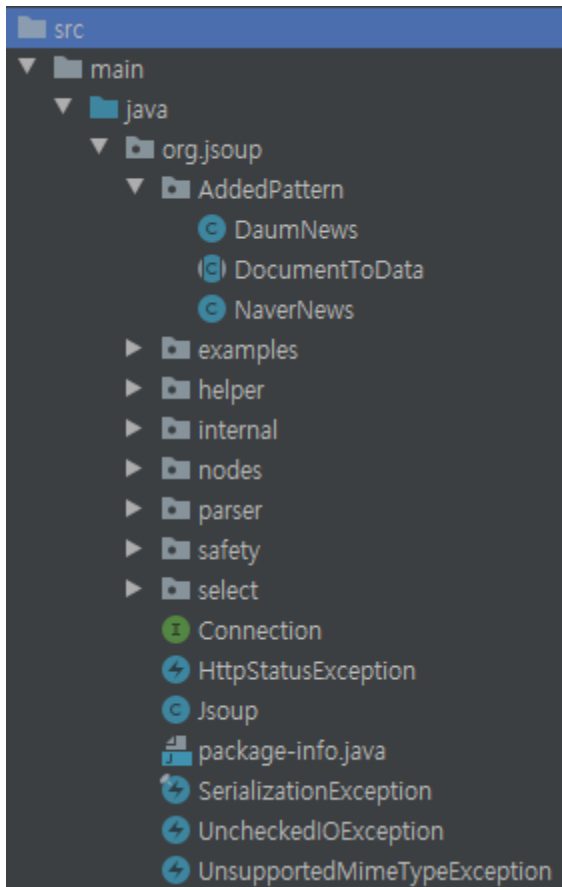 src
main
java
org.jsoup
AddedPattern
DaumNews
DocumentToData
NaverNews
examples
helper
internal
nodes
parser
safety
select
Connection
HttpStatusException
Jsoup
package-info.java
SerializationException
UncheckedIOException
UnsupportedMimeTypeException